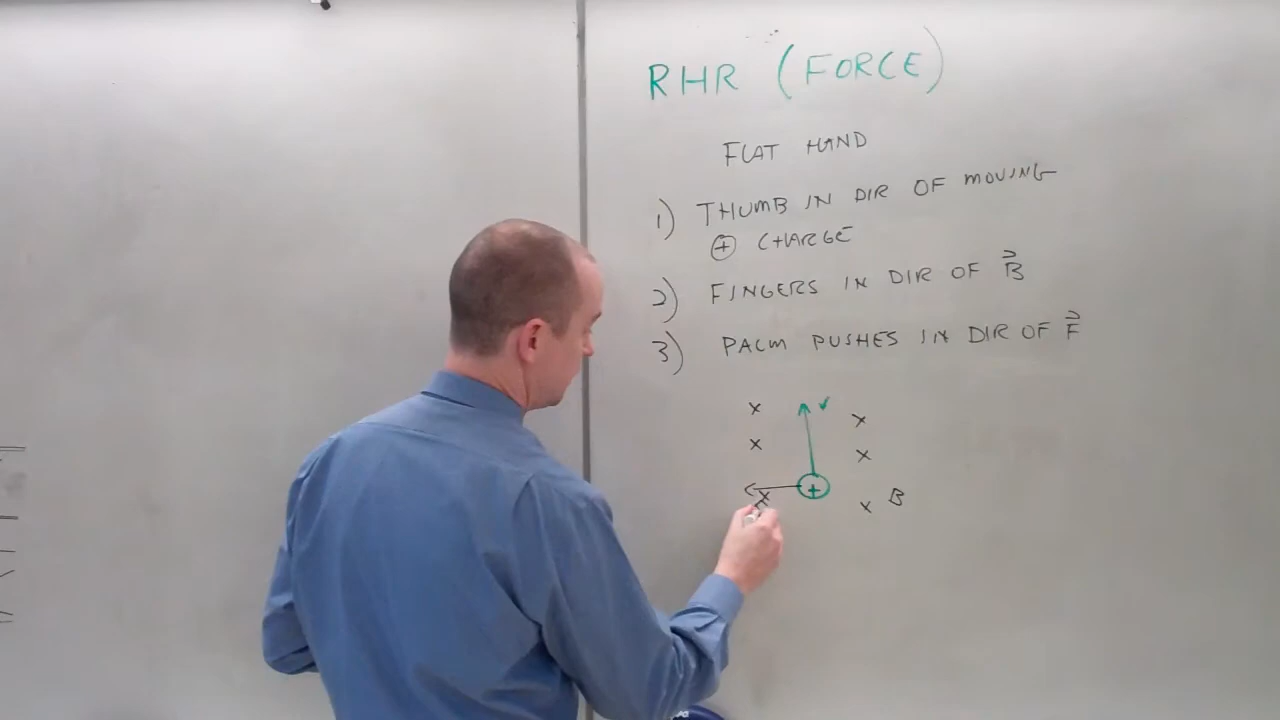 RHR (FORCE)
FLAT HAND
1) THUMB IN DIR OF MOVING
⊕ CHARGE
2) FINGERS IN DIR OF B⃗
3) PALM PUSHES IN DIR OF F⃗
x v x
x x
x + x B